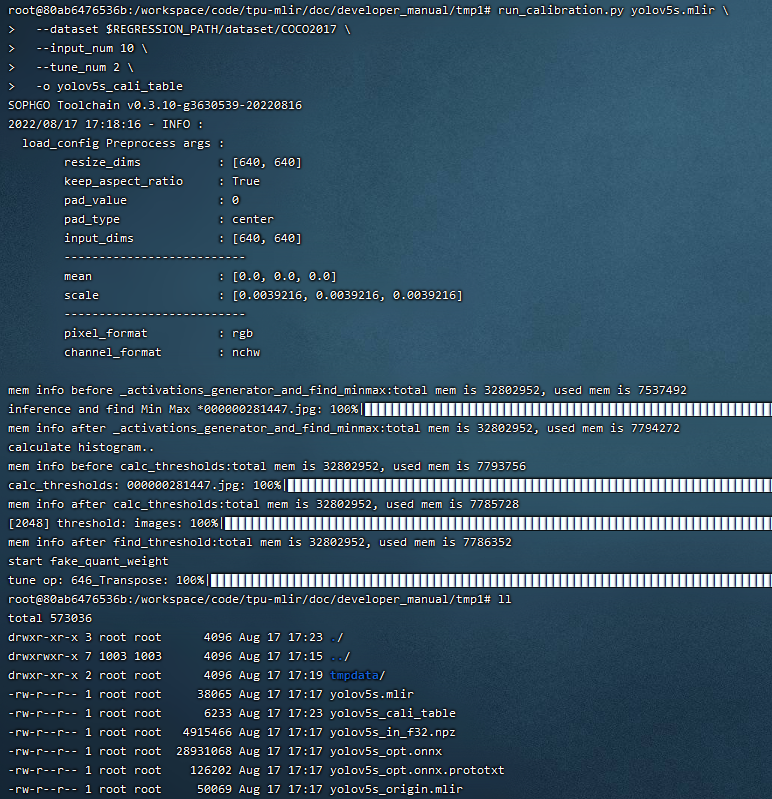 root@80ab6476536b:/workspace/code/tpu-mlir/doc/developer_manual/tmp1# run_calibration.py yolov5s.mlir \
>   --dataset $REGRESSION_PATH/dataset/COCO2017 \
>   --input_num 10 \
>   --tune_num 2 \
>   -o yolov5s_cali_table
SOPHGO Toolchain v0.3.10-g3630539-20220816
2022/08/17 17:18:16 - INFO :
  load_config Preprocess args :
        resize_dims           : [640, 640]
        keep_aspect_ratio     : True
        pad_value             : 0
        pad_type              : center
        input_dims            : [640, 640]
        --------------------------
        mean                  : [0.0, 0.0, 0.0]
        scale                 : [0.0039216, 0.0039216, 0.0039216]
        --------------------------
        pixel_format          : rgb
        channel_format        : nchw
mem info before _activations_generator_and_find_minmax:total mem is 32802952, used mem is 7537492
inference and find Min Max *000000281447.jpg: 100%|
mem info after _activations_generator_and_find_minmax:total mem is 32802952, used mem is 7794272
calculate histogram..
mem info before calc_thresholds:total mem is 32802952, used mem is 7793756
calc_thresholds: 000000281447.jpg: 100%|
mem info after calc_thresholds:total mem is 32802952, used mem is 7785728
[2048] threshold: images: 100%|
mem info after find_threshold:total mem is 32802952, used mem is 7786352
start fake_quant_weight
tune op: 646_Transpose: 100%|
root@80ab6476536b:/workspace/code/tpu-mlir/doc/developer_manual/tmp1# ll
total 573036
drwxr-xr-x 3 root root     4096 Aug 17 17:23 ./
drwxrwxr-x 7 1003 1003     4096 Aug 17 17:15 ../
drwxr-xr-x 2 root root     4096 Aug 17 17:19 tmpdata/
-rw-r--r-- 1 root root    38065 Aug 17 17:17 yolov5s.mlir
-rw-r--r-- 1 root root     6233 Aug 17 17:23 yolov5s_cali_table
-rw-r--r-- 1 root root  4915466 Aug 17 17:17 yolov5s_in_f32.npz
-rw-r--r-- 1 root root 28931068 Aug 17 17:17 yolov5s_opt.onnx
-rw-r--r-- 1 root root   126202 Aug 17 17:17 yolov5s_opt.onnx.prototxt
-rw-r--r-- 1 root root    50069 Aug 17 17:17 yolov5s_origin.mlir